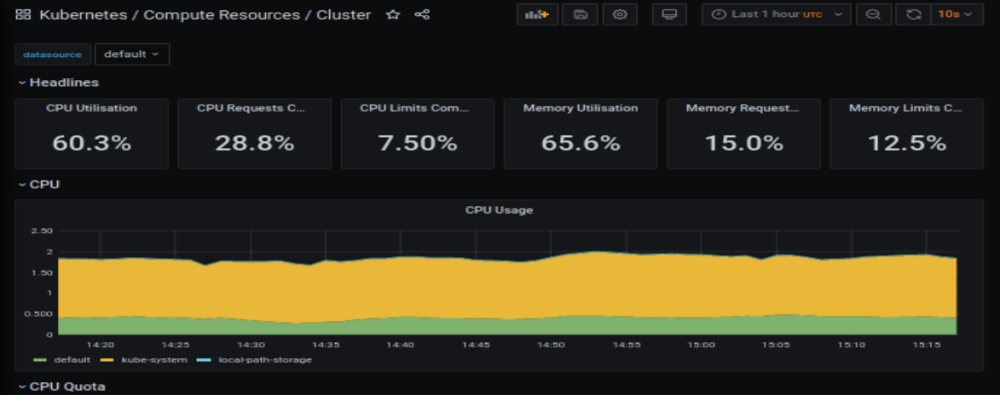 Kubernetes / Compute Resources / Cluster
Last 1 hour UTC
10s
datasource default
Headlines
CPU Utilisation
60.3%
CPU Requests C...
28.8%
CPU Limits Com...
7.50%
Memory Utilisation
65.6%
Memory Request...
15.0%
Memory Limits C...
12.5%
CPU
CPU Usage
2.50
2
1.50
1
0.500
0
14:20 14:25 14:30 14:35 14:40 14:45 14:50 14:55 15:00 15:05 15:10 15:15
default kube-system local-path-storage
CPU Quota